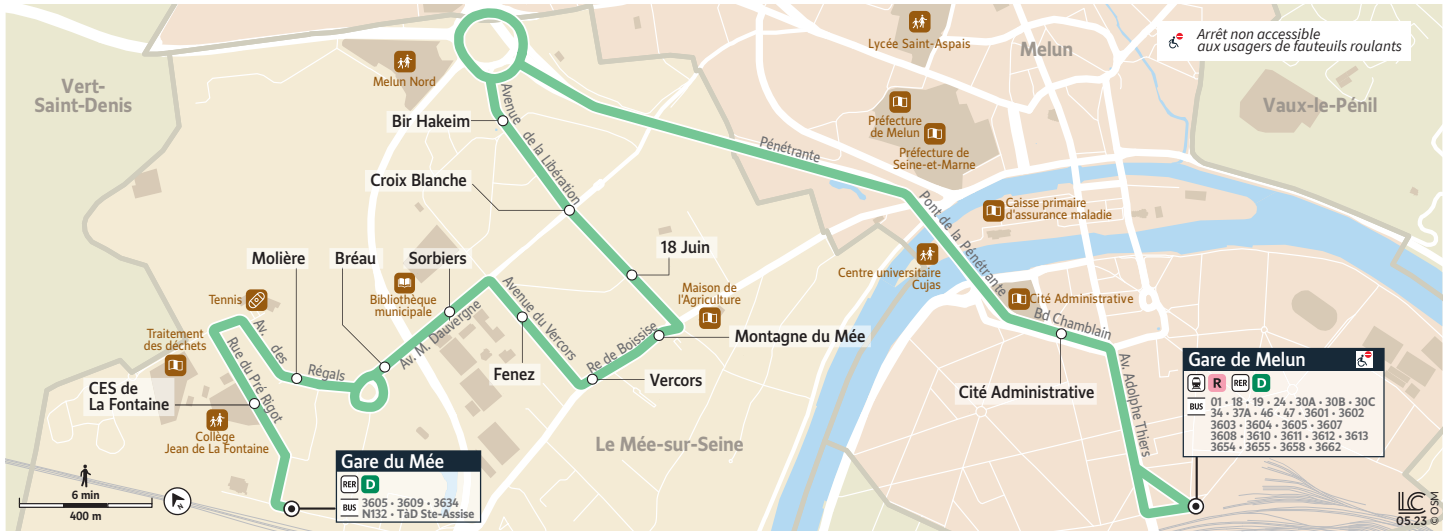 Vert-
Saint-Denis
Melun Nord
Bir Hakeim
Avenue de la Libération
Croix Blanche
18 Juin
Molière
Bréau
Sorbiers
Tennis
Bibliothèque
municipale
Maison de
l'Agriculture
Traitement
des déchets
Av. des Régals
Av. M. Dauvergne
Avenue du Vercors
Re de Boissise
Montagne du Mée
Rue du Pré Rigot
CES de
La Fontaine
Fenez
Vercors
Collège
Jean de La Fontaine
Le Mée-sur-Seine
Gare du Mée
RER D
BUS 3605 • 3609 • 3634
N132 • TàD Ste-Assise
6 min
400 m
N
Lycée Saint-Aspais
Melun
Arrêt non accessible
aux usagers de fauteuils roulants
Vaux-le-Pénil
Préfecture
de Melun
Préfecture de
Seine-et-Marne
Pénétrante
Pont de la Pénétrante
Caisse primaire
d'assurance maladie
Centre universitaire
Cujas
Cité Administrative
Bd Chamblain
Cité Administrative
Av. Adolphe Thiers
Gare de Melun
R RER D
BUS 01 • 18 • 19 • 24 • 30A • 30B • 30C
34 • 37A • 46 • 47 • 3601 • 3602
3603 • 3604 • 3605 • 3607
3608 • 3610 • 3611 • 3612 • 3613
3654 • 3655 • 3658 • 3662
LC
05.23
© OSM